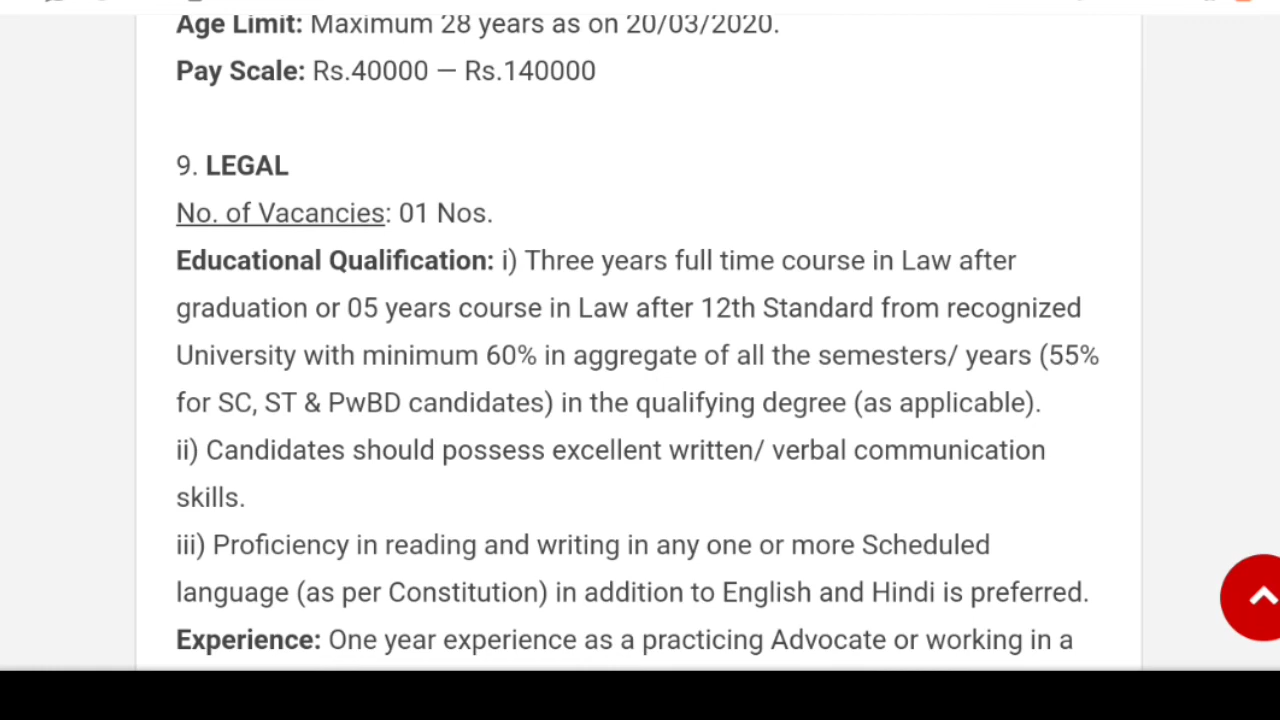 Age Limit: Maximum 28 years as on 20/03/2020.
Pay Scale: Rs.40000 — Rs.140000
9. LEGAL
No. of Vacancies: 01 Nos.
Educational Qualification: i) Three years full time course in Law after
graduation or 05 years course in Law after 12th Standard from recognized
University with minimum 60% in aggregate of all the semesters/ years (55%
for SC, ST & PwBD candidates) in the qualifying degree (as applicable).
ii) Candidates should possess excellent written/ verbal communication
skills.
iii) Proficiency in reading and writing in any one or more Scheduled
language (as per Constitution) in addition to English and Hindi is preferred.
Experience: One year experience as a practicing Advocate or working in a